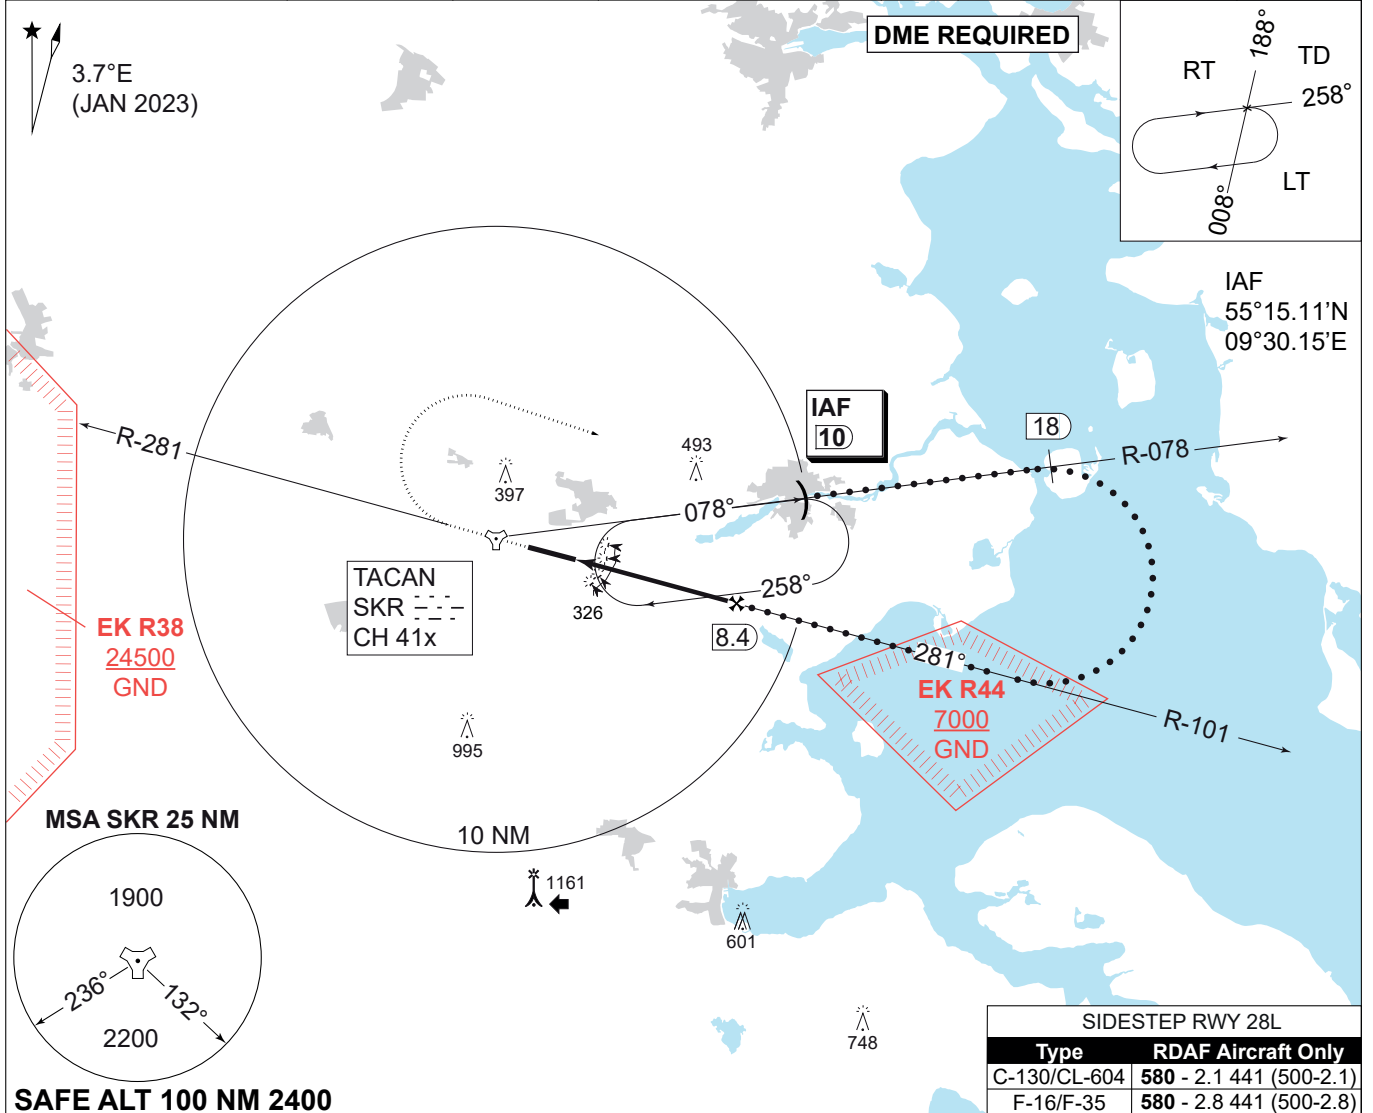 DME REQUIRED
3.7°E
(JAN 2023)
188°
RT
TD
258°
LT
008°
IAF
55°15.11'N
09°30.15'E
IAF
10
18
R-281
R-078
493
397
078°
258°
TACAN
SKR
CH 41x
326
8.4
281°
EK R38
24500
GND
EK R44
7000
GND
R-101
995
MSA SKR 25 NM
10 NM
1161
1900
601
236°
132°
2200
748
SAFE ALT 100 NM 2400
SIDESTEP RWY 28L
Type RDAF Aircraft Only
C-130/CL-604 580 - 2.1 441 (500-2.1)
F-16/F-35 580 - 2.8 441 (500-2.8)